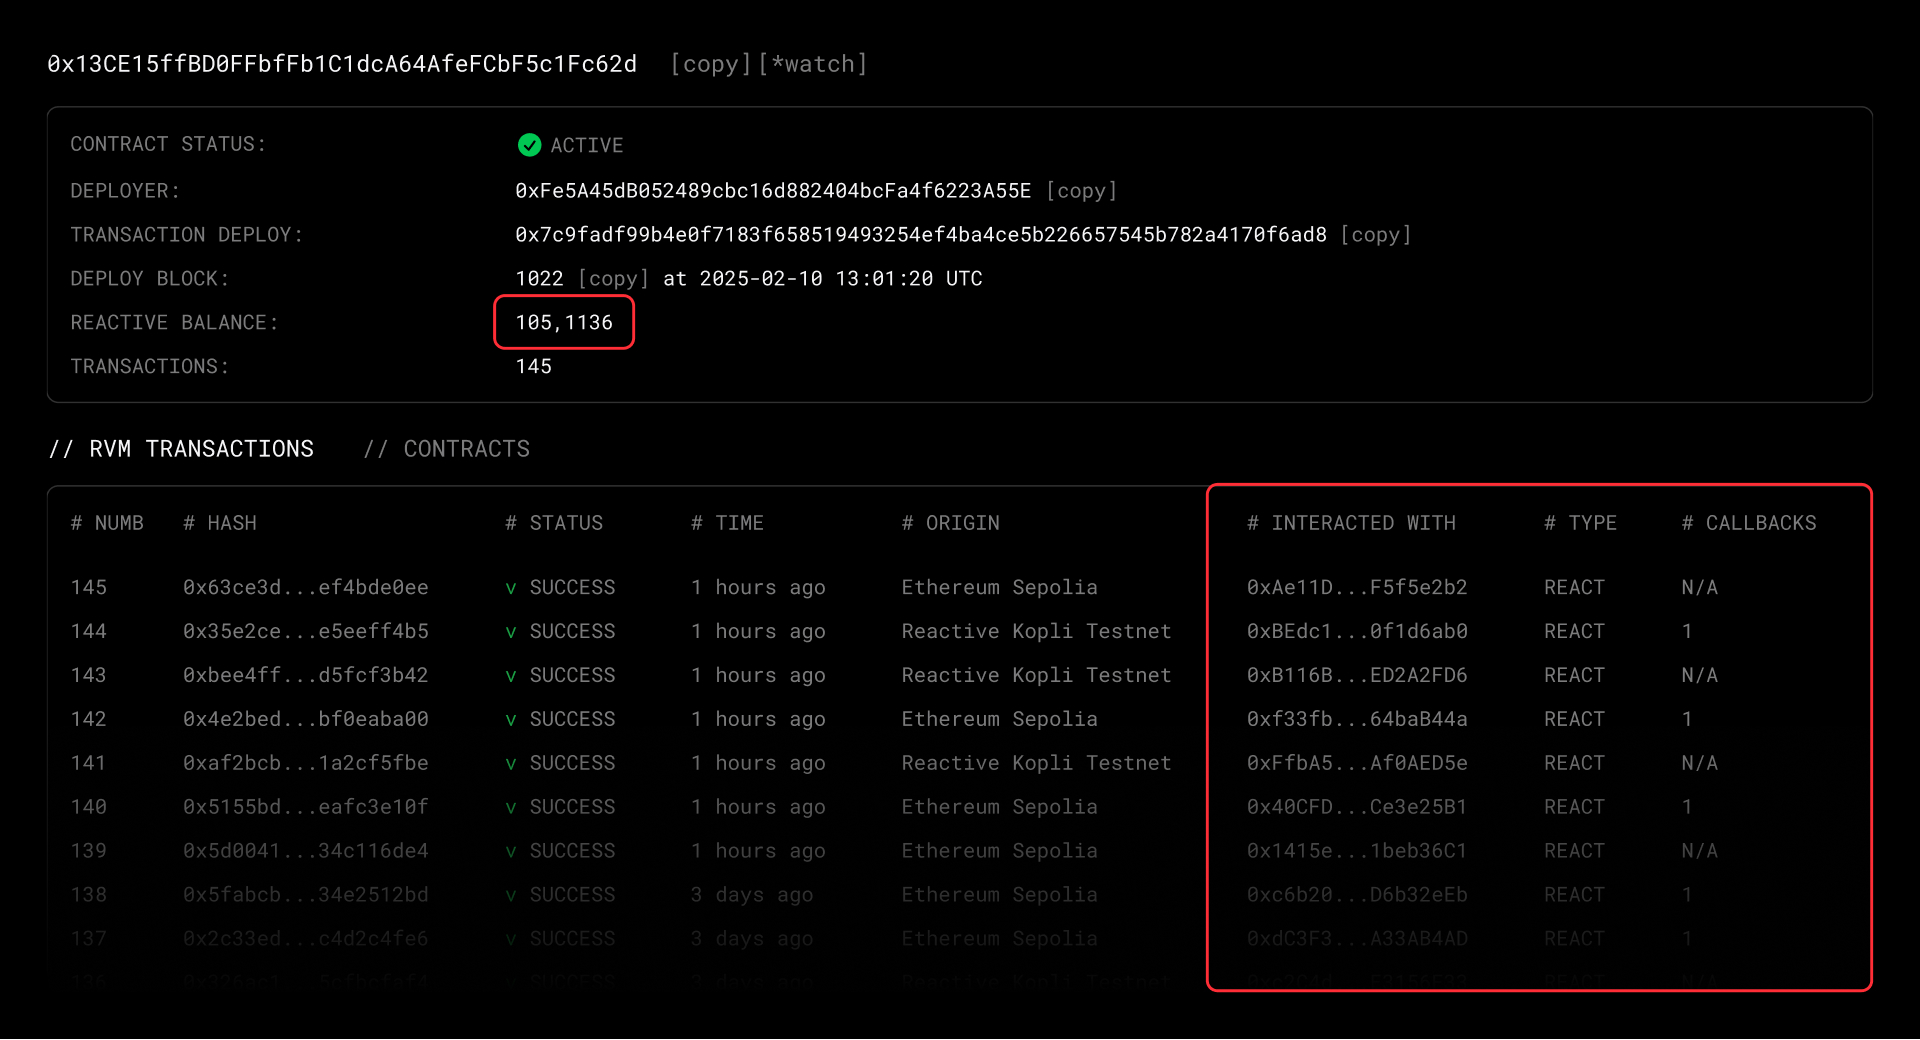 0x13CE15ffBD0FFbfFb1C1dcA64AfeFCbF5c1Fc62d [copy][*watch]
CONTRACT STATUS: ACTIVE
DEPLOYER: 0xFe5A45dB052489cbc16d882404bcFa4f6223A55E [copy]
TRANSACTION DEPLOY: 0x7c9fadf99b4e0f7183f658519493254ef4ba4ce5b226657545b782a4170f6ad8 [copy]
DEPLOY BLOCK: 1022 [copy] at 2025-02-10 13:01:20 UTC
REACTIVE BALANCE: 105,1136
TRANSACTIONS: 145
// RVM TRANSACTIONS // CONTRACTS
# NUMB # HASH # STATUS # TIME # ORIGIN # INTERACTED WITH # TYPE # CALLBACKS
145 0x63ce3d...ef4bde0ee v SUCCESS 1 hours ago Ethereum Sepolia 0xAe11D...F5f5e2b2 REACT N/A
144 0x35e2ce...e5eeff4b5 v SUCCESS 1 hours ago Reactive Kopli Testnet 0xBEdc1...0f1d6ab0 REACT 1
143 0xbee4ff...d5fcf3b42 v SUCCESS 1 hours ago Reactive Kopli Testnet 0xB116B...ED2A2FD6 REACT N/A
142 0x4e2bed...bf0eaba00 v SUCCESS 1 hours ago Ethereum Sepolia 0xf33fb...64baB44a REACT 1
141 0xaf2bcb...1a2cf5fbe v SUCCESS 1 hours ago Reactive Kopli Testnet 0xFfbA5...Af0AED5e REACT N/A
140 0x5155bd...eafc3e10f v SUCCESS 1 hours ago Ethereum Sepolia 0x40CFD...Ce3e25B1 REACT 1
139 0x5d0041...34c116de4 v SUCCESS 1 hours ago Ethereum Sepolia 0x1415e...1beb36C1 REACT N/A
138 0x5fabcb...34e2512bd v SUCCESS 3 days ago Ethereum Sepolia 0xc6b20...D6b32eEb REACT 1
137 0x2c33ed...c4d2c4fe6 v SUCCESS 3 days ago Ethereum Sepolia 0xdC3F3...A33AB4AD REACT 1
136 SUCCESS 3 days ago Reactive Kopli Testnet REACT N/A